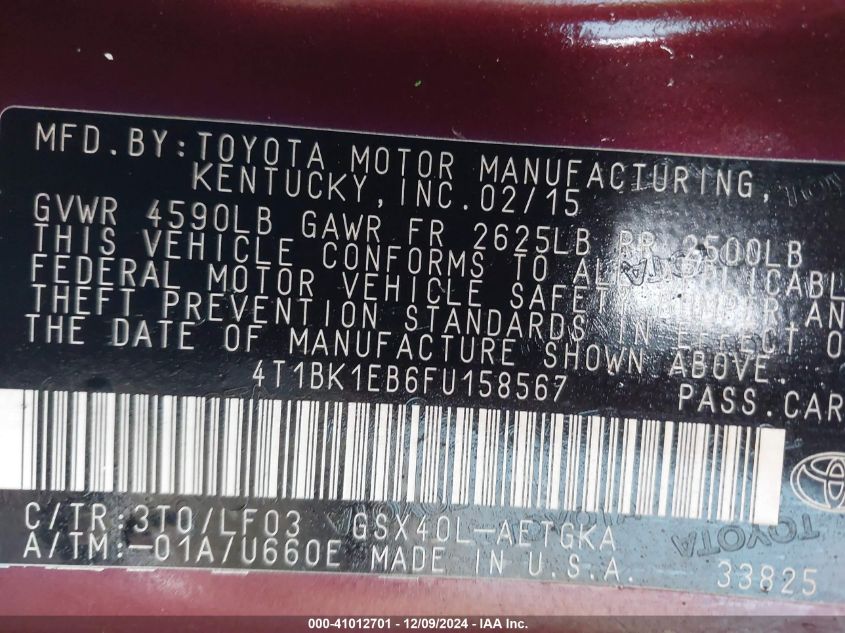 MFD.BY:TOYOTA MOTOR MANUFACTURING,
KENTUCKY,INC.02/15
GVWR 4590LB GAWR FR 2625LB RR 2500LB
THIS VEHICLE CONFORMS TO ALL APPLICABL
FEDERAL MOTOR VEHICLE SAFETY, BUMPER AN
THEFT PREVENTION STANDARDS IN EFFECT O
THE DATE OF MANUFACTURE SHOWN ABOVE.
4T1BK1EB6FU158567 PASS.CAR
C/TR:3T0/LF03 GSX40L-AETGKA
A/TM:-01A/U660E MADE IN U.S.A. 33825
TOYOTA
TOYOTA
000-41012701 - 12/09/2024 - IAA Inc.